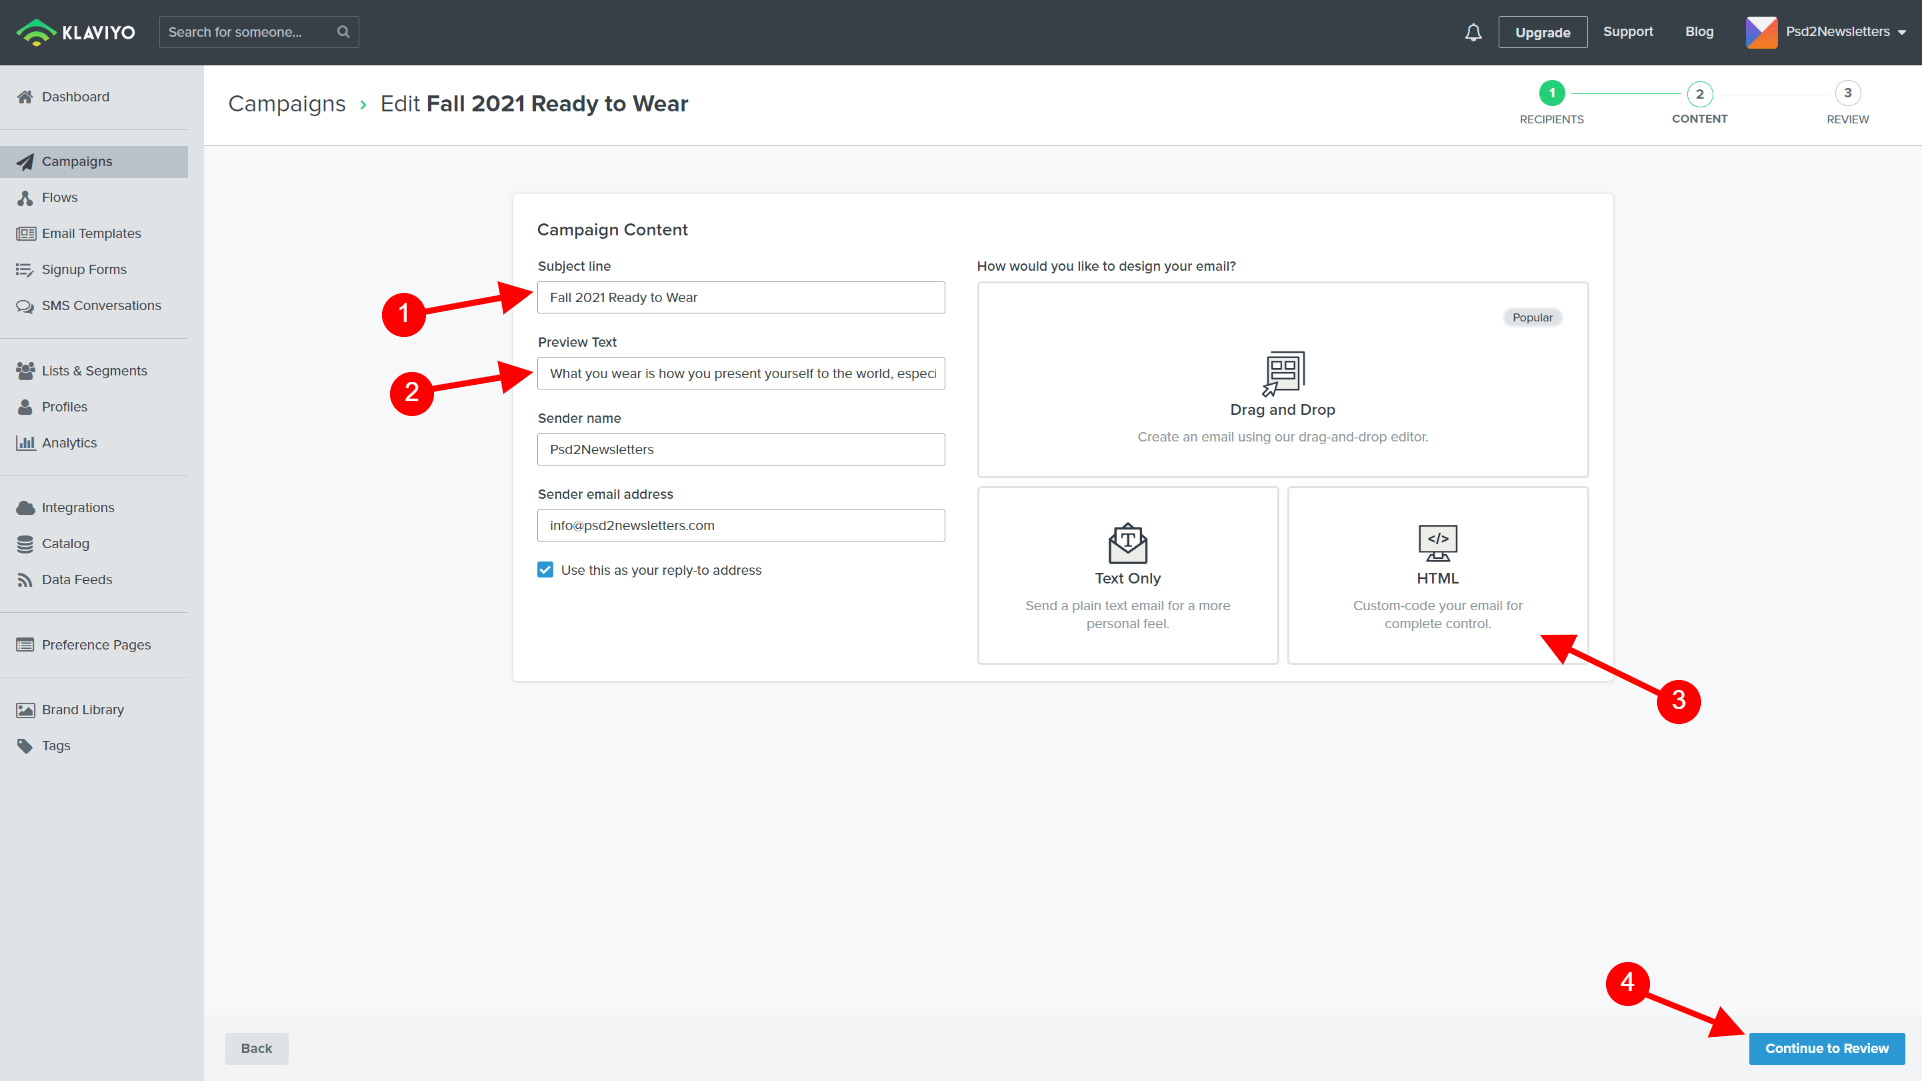 KLAVIYO
Search for someone...
Upgrade
Support
Blog
Psd2Newsletters
Dashboard
Campaigns
Flows
Email Templates
Signup Forms
SMS Conversations
Lists & Segments
Profiles
Analytics
Integrations
Catalog
Data Feeds
Preference Pages
Brand Library
Tags
Campaigns › Edit Fall 2021 Ready to Wear
1
RECIPIENTS
2
CONTENT
3
REVIEW
Campaign Content
Subject line
Fall 2021 Ready to Wear
1
Preview Text
What you wear is how you present yourself to the world, especi
2
Sender name
Psd2Newsletters
Sender email address
info@psd2newsletters.com
Use this as your reply-to address
How would you like to design your email?
Popular
Drag and Drop
Create an email using our drag-and-drop editor.
T
Text Only
Send a plain text email for a more
personal feel.
</>
HTML
Custom-code your email for
complete control.
3
4
Back
Continue to Review